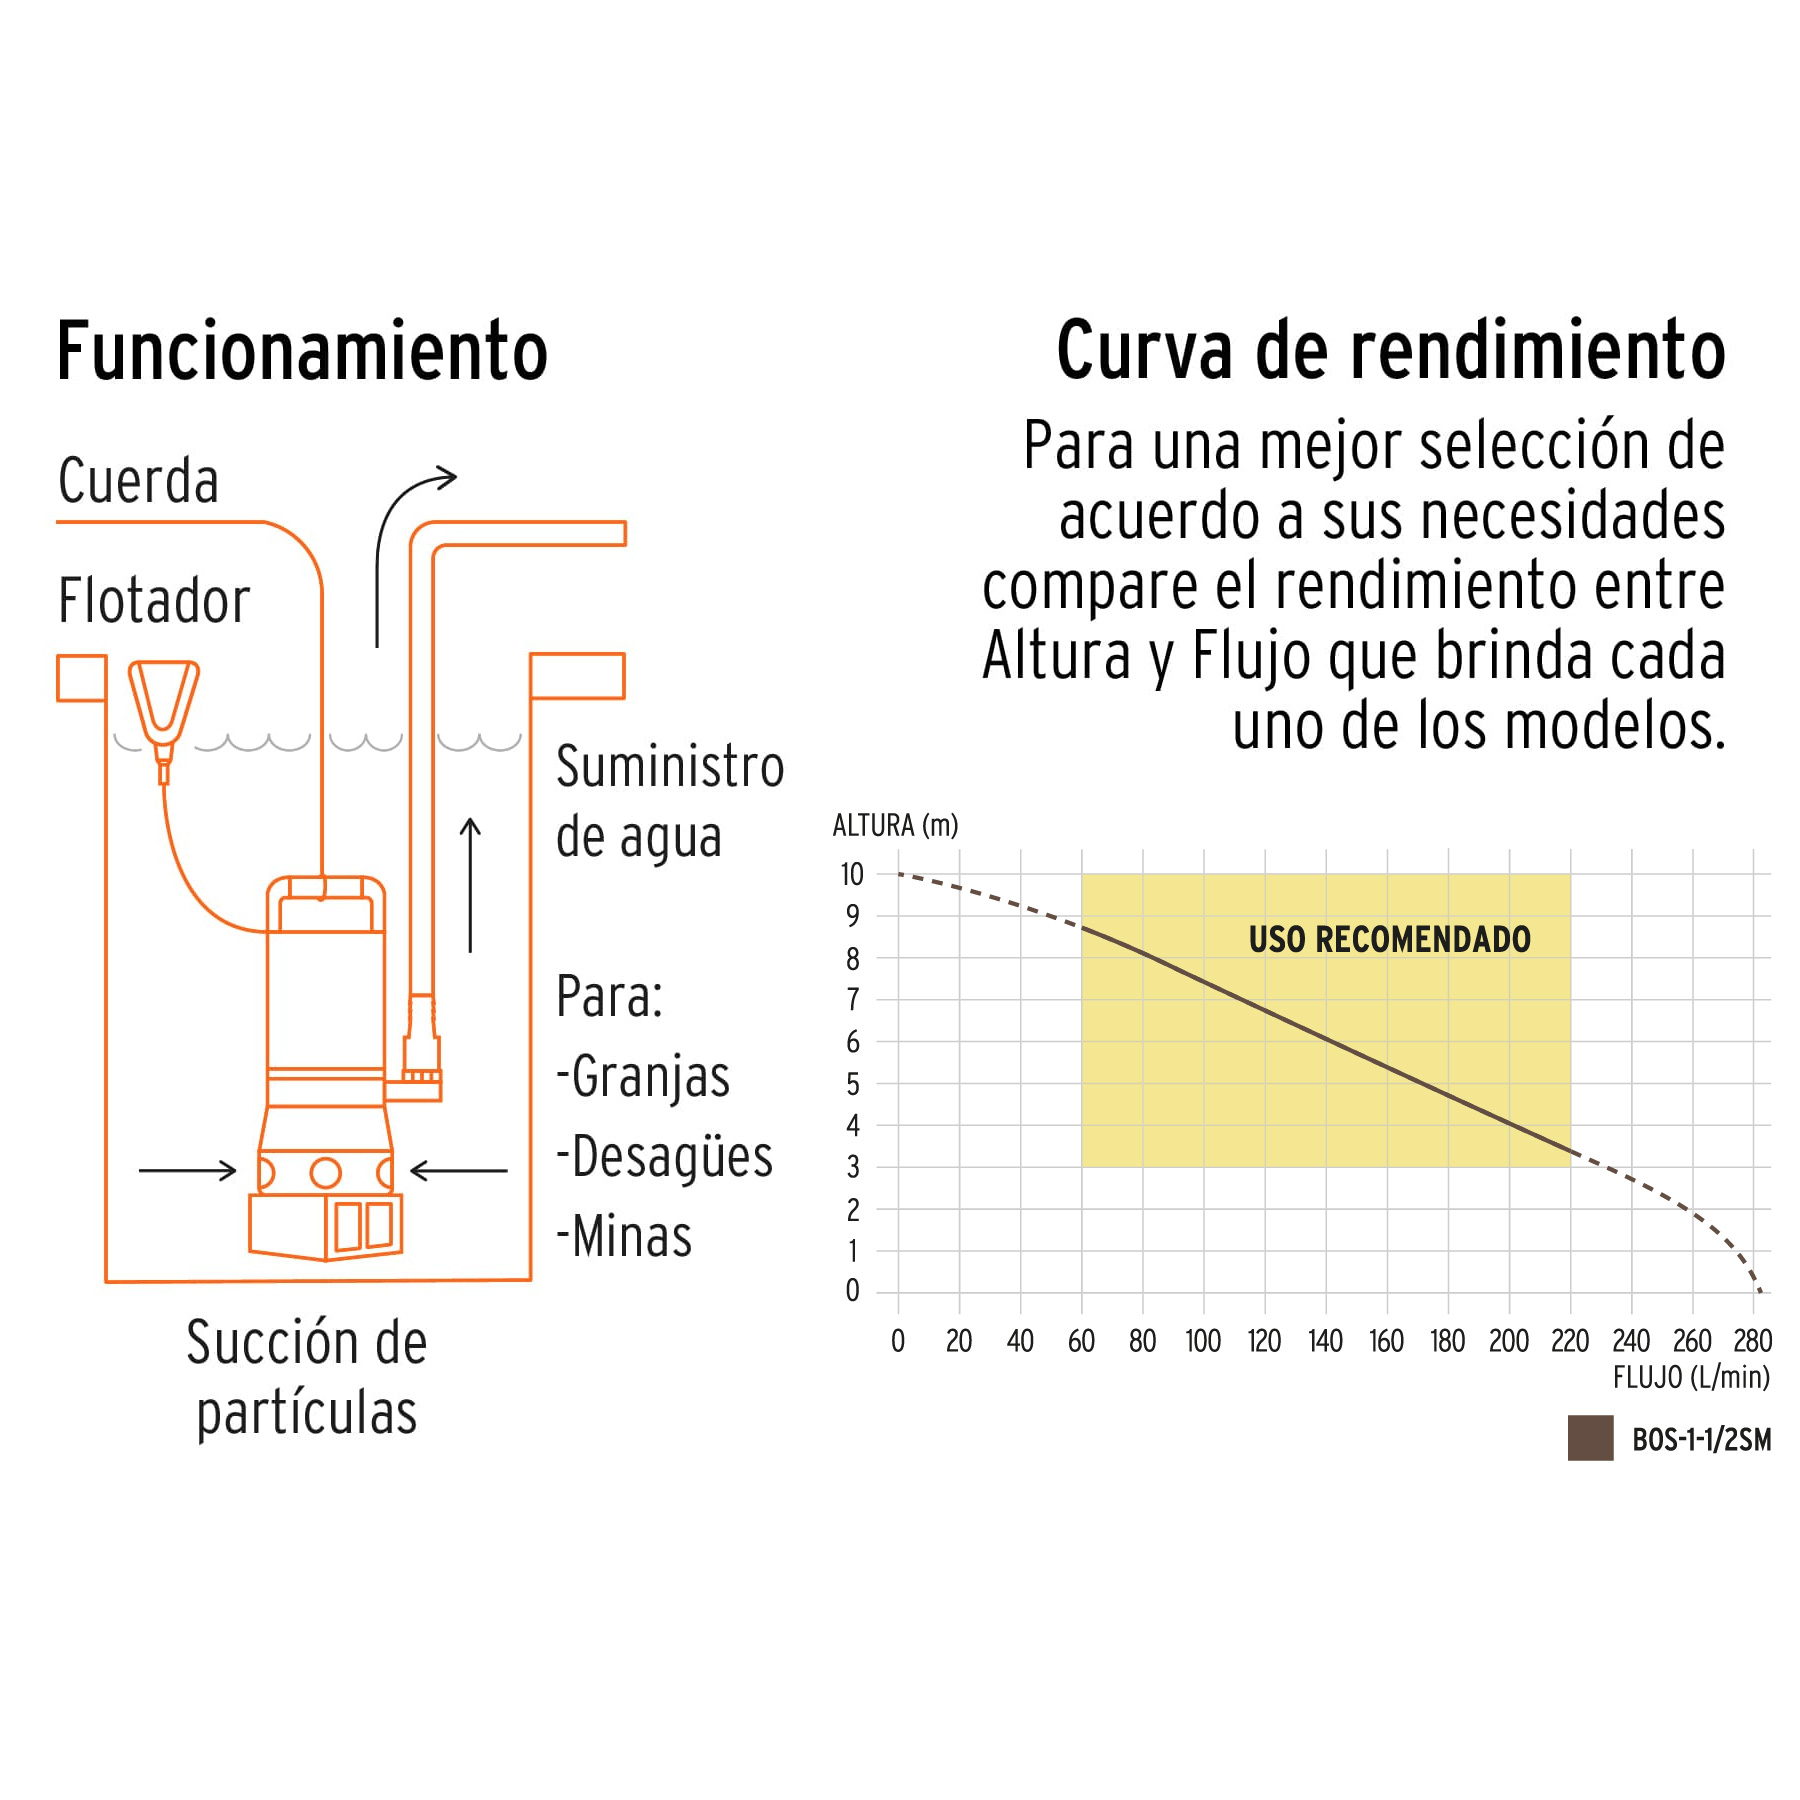 Funcionamiento
Cuerda
Flotador
Suministro
de agua
Para:
-Granjas
-Desagües
-Minas
Succión de
partículas
Curva de rendimiento
Para una mejor selección de
acuerdo a sus necesidades
compare el rendimiento entre
Altura y Flujo que brinda cada
uno de los modelos.
ALTURA (m)
10
9
8
7
6
5
4
3
2
1
0
USO RECOMENDADO
0 20 40 60 80 100 120 140 160 180 200 220 240 260 280
FLUJO (L/min)
BOS-1-1/2SM